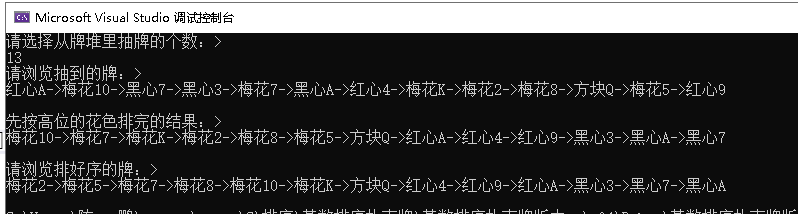 Microsoft Visual Studio 调试控制台
请选择从牌堆里抽牌的个数：>
13
请浏览抽到的牌：>
红心A->梅花10->黑心7->黑心3->梅花7->黑心A->红心4->梅花K->梅花2->梅花8->方块Q->梅花5->红心9
先按高位的花色排完的结果：>
梅花10->梅花7->梅花K->梅花2->梅花8->梅花5->方块Q->红心A->红心4->红心9->黑心3->黑心A->黑心7
请浏览排好序的牌：>
梅花2->梅花5->梅花7->梅花8->梅花10->梅花K->方块Q->红心4->红心9->红心A->黑心3->黑心7->黑心A